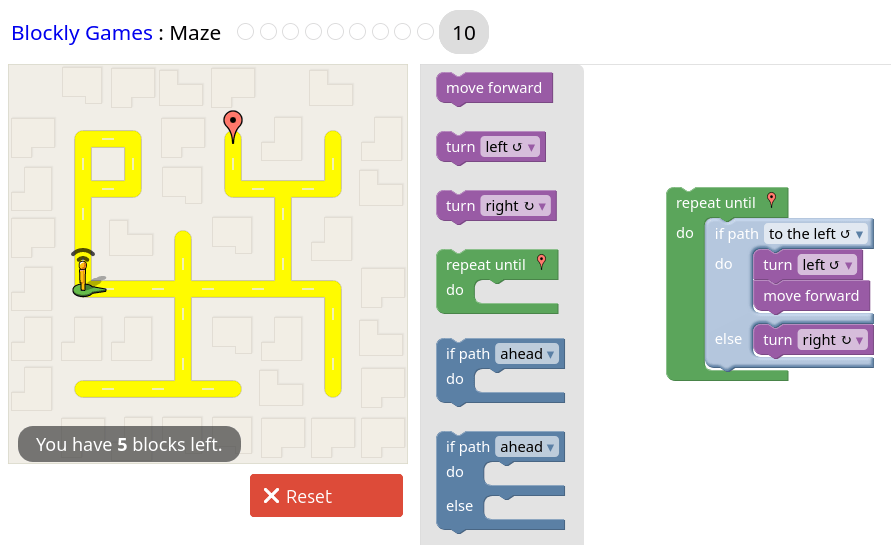 Blockly Games : Maze 10
You have 5 blocks left.
Reset
move forward
turn left ↺ ▾
turn right ↻ ▾
repeat until
do
if path ahead ▾
do
if path ahead ▾
do
else
repeat until
do if path to the left ↺ ▾
do turn left ↺ ▾
move forward
else turn right ↻ ▾